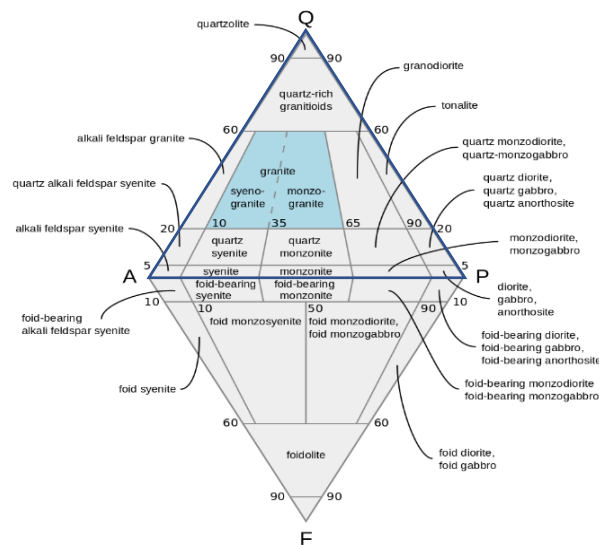 Q
quartzolite
90
90
granodiorite
quartz-rich
granitioids
tonalite
60
60
alkali feldspar granite
granite
quartz monzodiorite,
quartz-monzogabbro
quartz alkali feldspar syenite
syeno-
granite
monzo-
granite
quartz diorite,
quartz gabbro,
quartz anorthosite
20
10
35
65
90
20
alkali feldspar syenite
quartz
syenite
quartz
monzonite
monzodiorite,
monzogabbro
5
5
A
syenite
monzonite
P
foid-bearing
syenite
foid-bearing
monzonite
diorite,
gabbro,
anorthosite
10
10
50
90
10
foid-bearing
alkali feldspar syenite
foid monzosyenite
foid monzodiorite,
foid monzogabbro
foid-bearing diorite,
foid-bearing gabbro,
foid-bearing anorthosite
foid syenite
foid-bearing monzodiorite
foid-bearing monzogabbro
60
60
foidolite
foid diorite,
foid gabbro
90
90
F